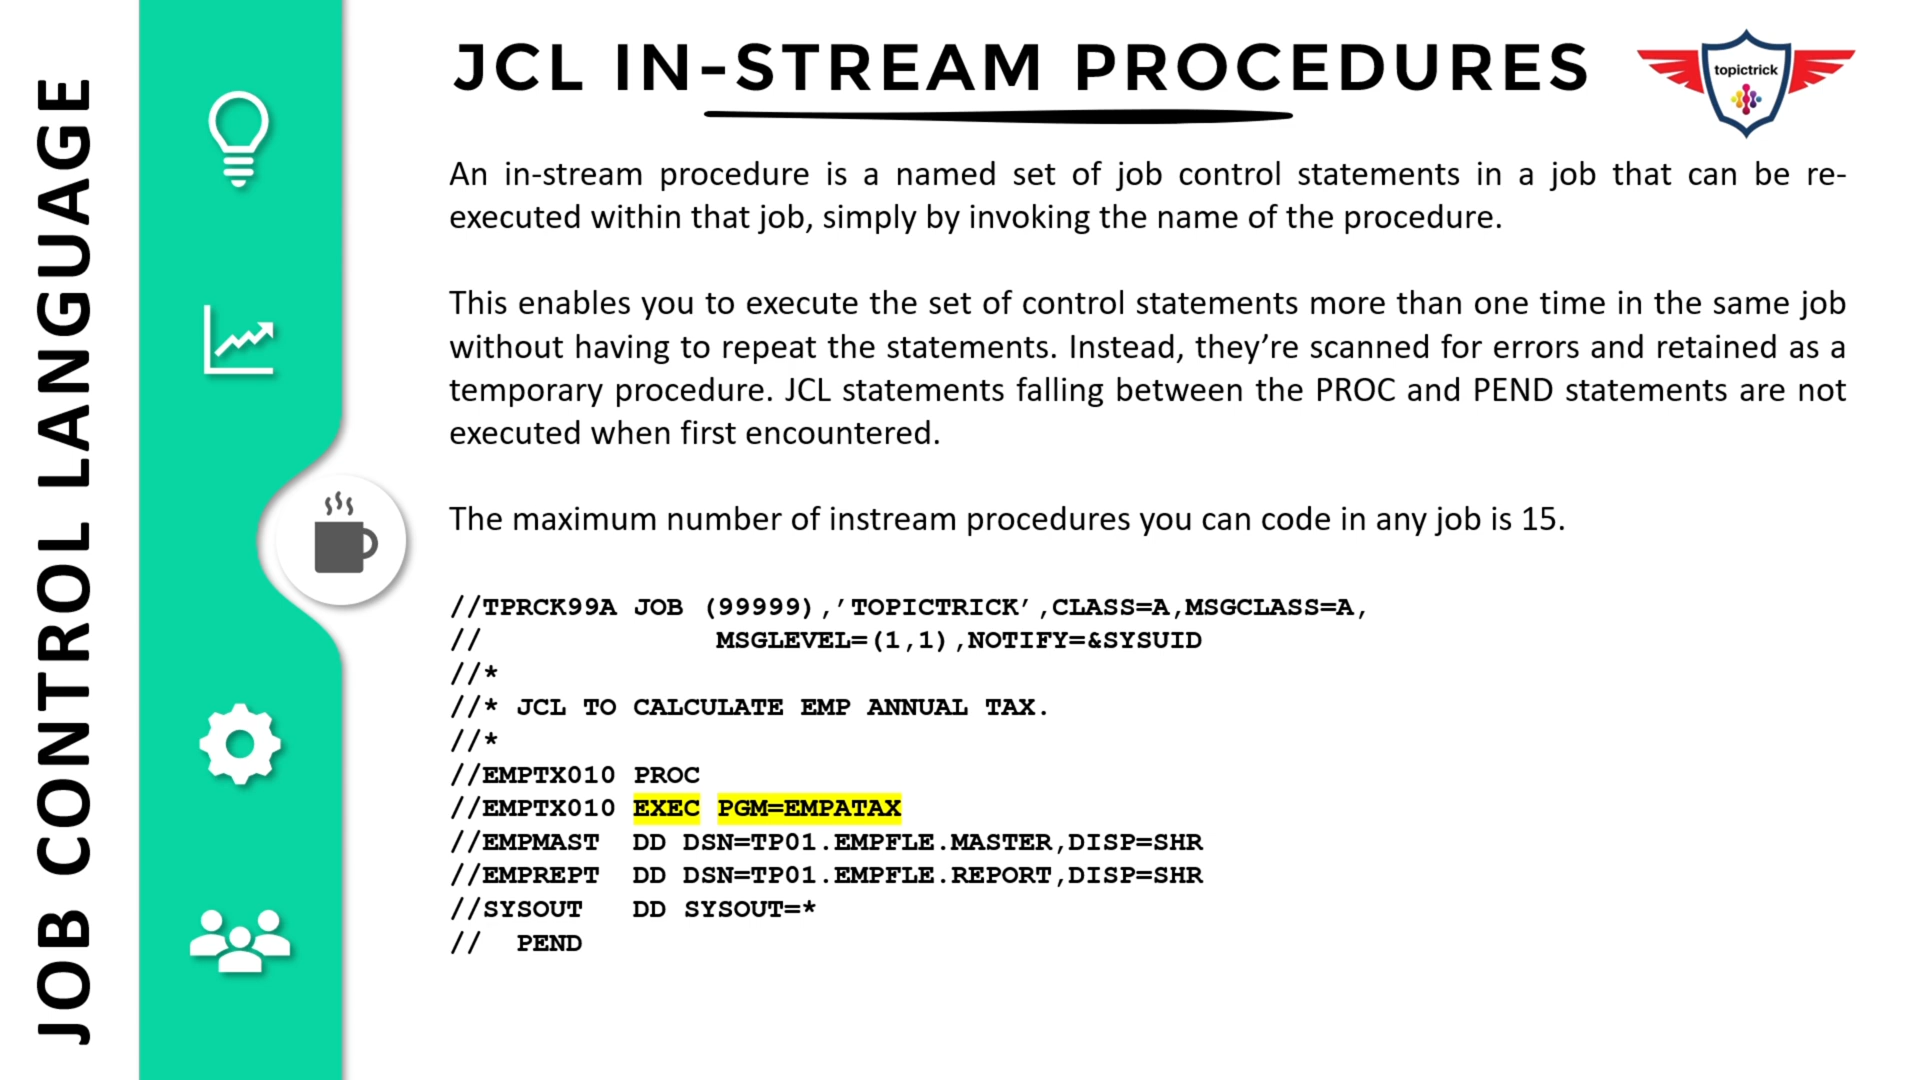 JOB CONTROL LANGUAGE
JCL IN-STREAM PROCEDURES
topictrick
An in-stream procedure is a named set of job control statements in a job that can be re-
executed within that job, simply by invoking the name of the procedure.
This enables you to execute the set of control statements more than one time in the same job
without having to repeat the statements. Instead, they’re scanned for errors and retained as a
temporary procedure. JCL statements falling between the PROC and PEND statements are not
executed when first encountered.
The maximum number of instream procedures you can code in any job is 15.
//TPRCK99A JOB (99999),’TOPICTRICK’,CLASS=A,MSGCLASS=A,
//              MSGLEVEL=(1,1),NOTIFY=&SYSUID
//*
//* JCL TO CALCULATE EMP ANNUAL TAX.
//*
//EMPTX010 PROC
//EMPTX010 EXEC PGM=EMPATAX
//EMPMAST  DD DSN=TP01.EMPFLE.MASTER,DISP=SHR
//EMPREPT  DD DSN=TP01.EMPFLE.REPORT,DISP=SHR
//SYSOUT   DD SYSOUT=*
//  PEND